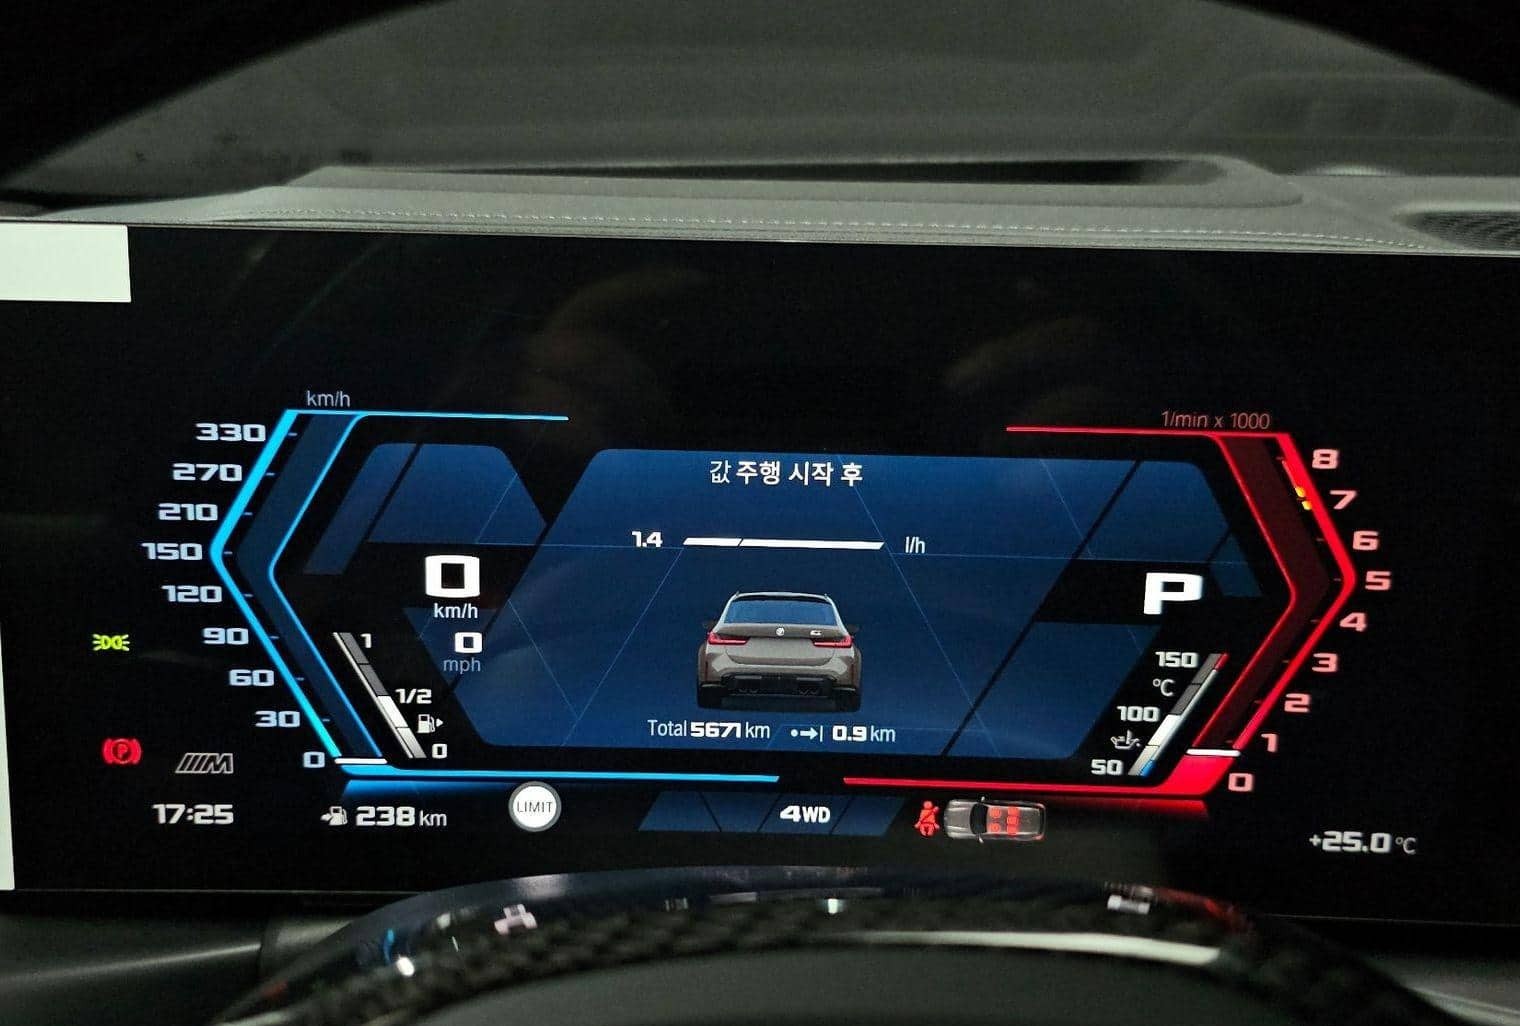 km/h
330
270
210
150
120
90
60
30
0
1/min x 1000
8
7
6
5
4
3
2
1
0
값 주행 시작 후
1.4 l/h
0
km/h
0
mph
P
1
1/2
0
150
°C
100
50
Total 5671 km 0.9 km
P
M
17:25
238 km
LIMIT
4WD
+25.0 °C